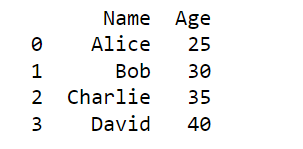 Name Age
0 Alice 25
1 Bob 30
2 Charlie 35
3 David 40